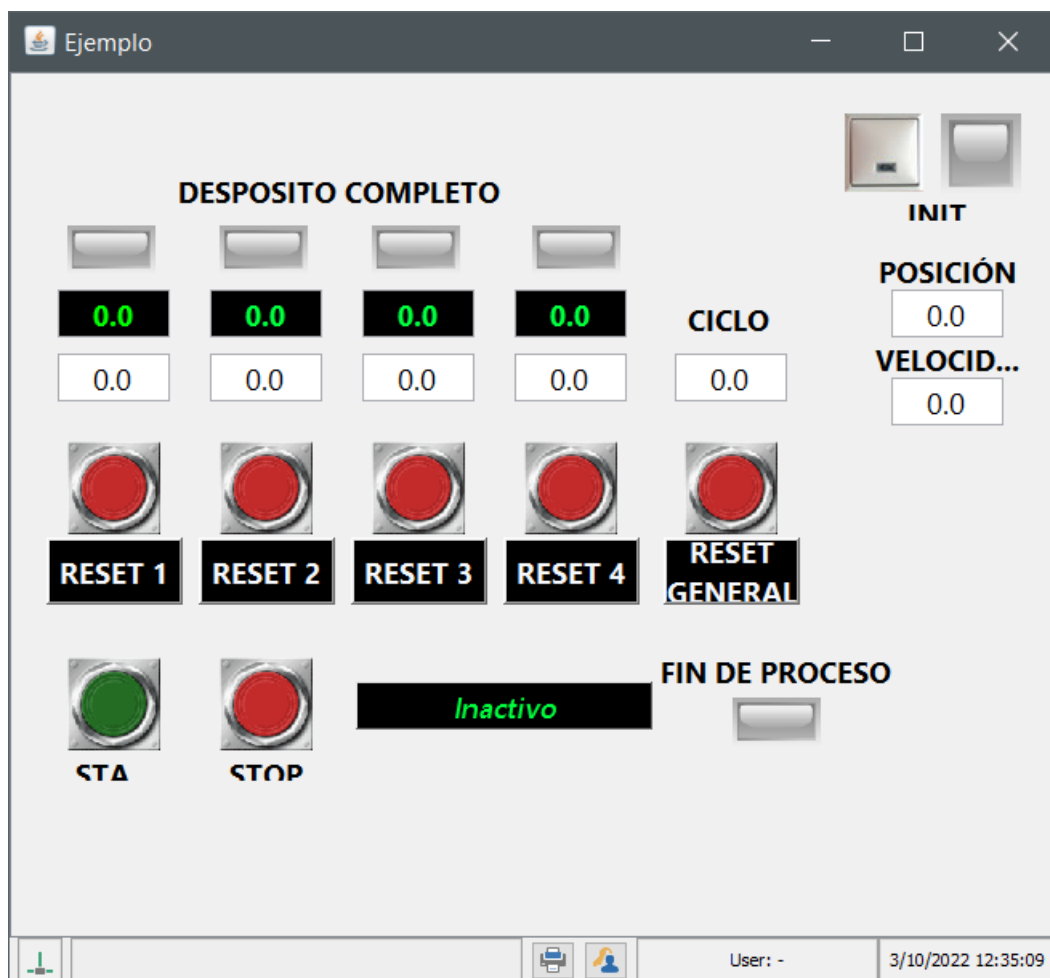 Ejemplo
DESPOSITO COMPLETO
INIT
POSICIÓN
0.0 0.0 0.0 0.0 CICLO 0.0
VELOCID...
0.0 0.0 0.0 0.0 0.0 0.0
RESET 1 RESET 2 RESET 3 RESET 4 RESET
GENERAL
FIN DE PROCESO
Inactivo
STA STOP
User: - 3/10/2022 12:35:09